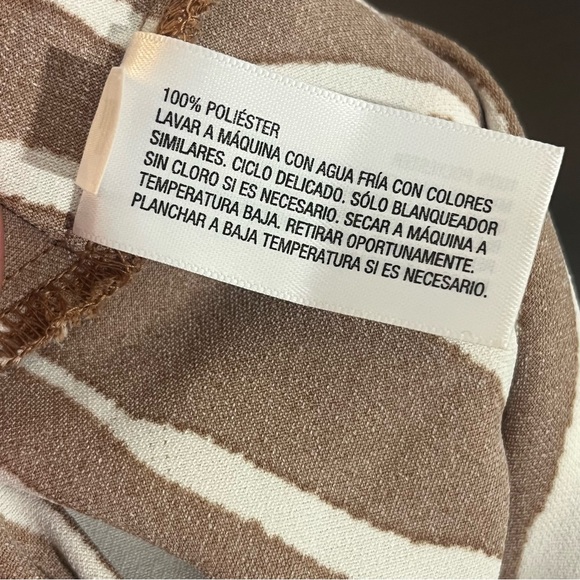 100% POLIÉSTER
LAVAR A MÁQUINA CON AGUA FRÍA CON COLORES
SIMILARES. CICLO DELICADO. SÓLO BLANQUEADOR
SIN CLORO SI ES NECESARIO. SECAR A MÁQUINA A
TEMPERATURA BAJA. RETIRAR OPORTUNAMENTE.
PLANCHAR A BAJA TEMPERATURA SI ES NECESARIO.